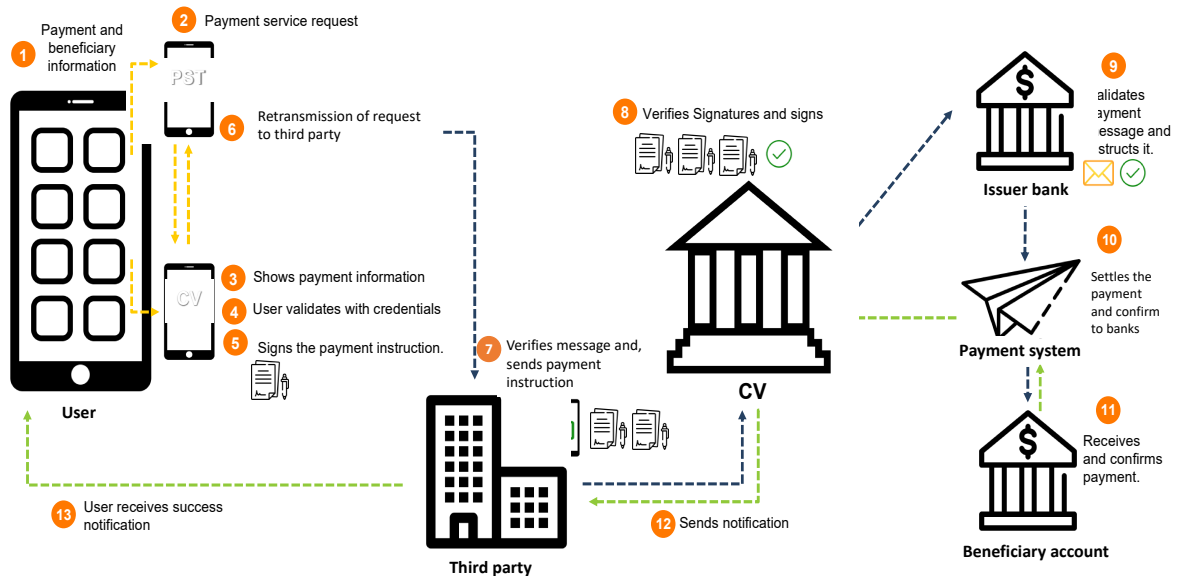 1
Payment and
beneficiary
information
2
Payment service request
PST
6
Retransmission of request
to third party
3
Shows payment information
CV
4
User validates with credentials
5
Signs the payment instruction.
User
7
Verifies message and,
sends payment
instruction
Third party
8
Verifies Signatures and signs
CV
9
alidates
ayment
essage and
structs it.
$
Issuer bank
10
Settles the
payment
and confirm
to banks
Payment system
11
Receives
and confirms
payment.
$
Beneficiary account
12
Sends notification
13
User receives success
notification